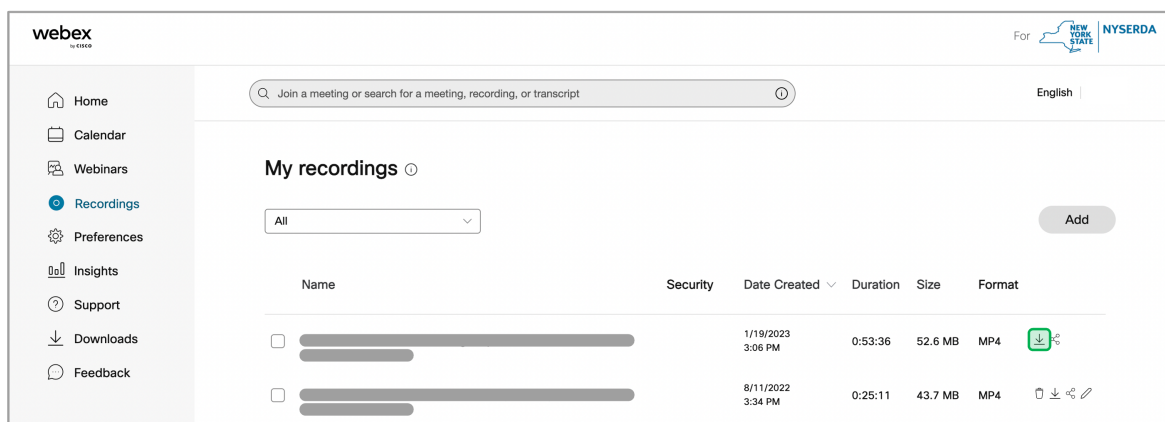 webex
by CISCO
For NEW YORK STATE NYSERDA
Home
Calendar
Webinars
Recordings
Preferences
Insights
Support
Downloads
Feedback
Join a meeting or search for a meeting, recording, or transcript
English
My recordings
All
Add
Name Security Date Created Duration Size Format
1/19/2023
3:06 PM
0:53:36 52.6 MB MP4
8/11/2022
3:34 PM
0:25:11 43.7 MB MP4